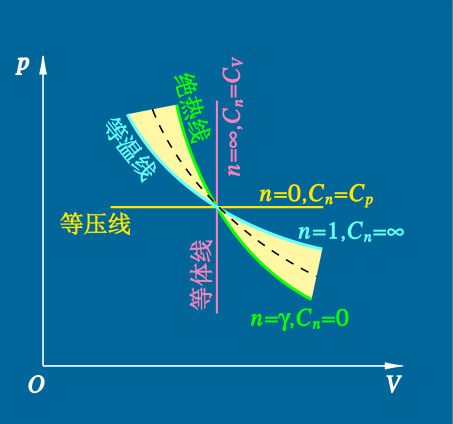 p
绝热线
n=∞,Cn=CV
等温线
n=0,Cn=Cp
等压线
n=1,Cn=∞
等体线
n=γ,Cn=0
O
V